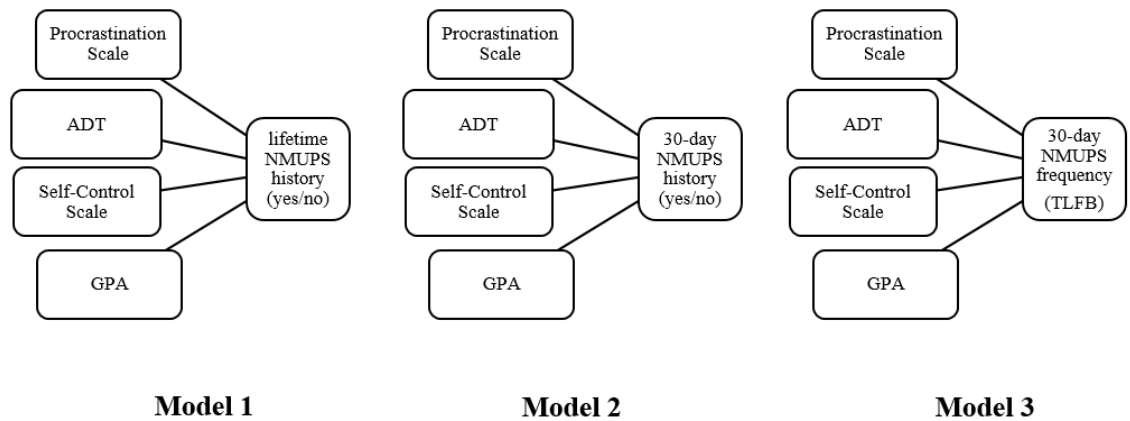 Procrastination
Scale
ADT
Self-Control
Scale
GPA
lifetime
NMUPS
history
(yes/no)
Model 1
Procrastination
Scale
ADT
Self-Control
Scale
GPA
30-day
NMUPS
history
(yes/no)
Model 2
Procrastination
Scale
ADT
Self-Control
Scale
GPA
30-day
NMUPS
frequency
(TLFB)
Model 3